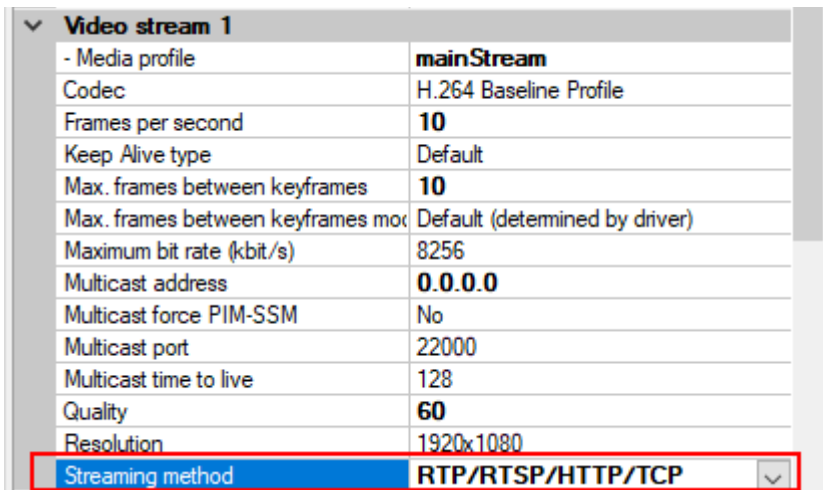 Video stream 1
- Media profile mainStream
Codec H.264 Baseline Profile
Frames per second 10
Keep Alive type Default
Max. frames between keyframes 10
Max. frames between keyframes mod Default (determined by driver)
Maximum bit rate (kbit/s) 8256
Multicast address 0.0.0.0
Multicast force PIM-SSM No
Multicast port 22000
Multicast time to live 128
Quality 60
Resolution 1920x1080
Streaming method RTP/RTSP/HTTP/TCP